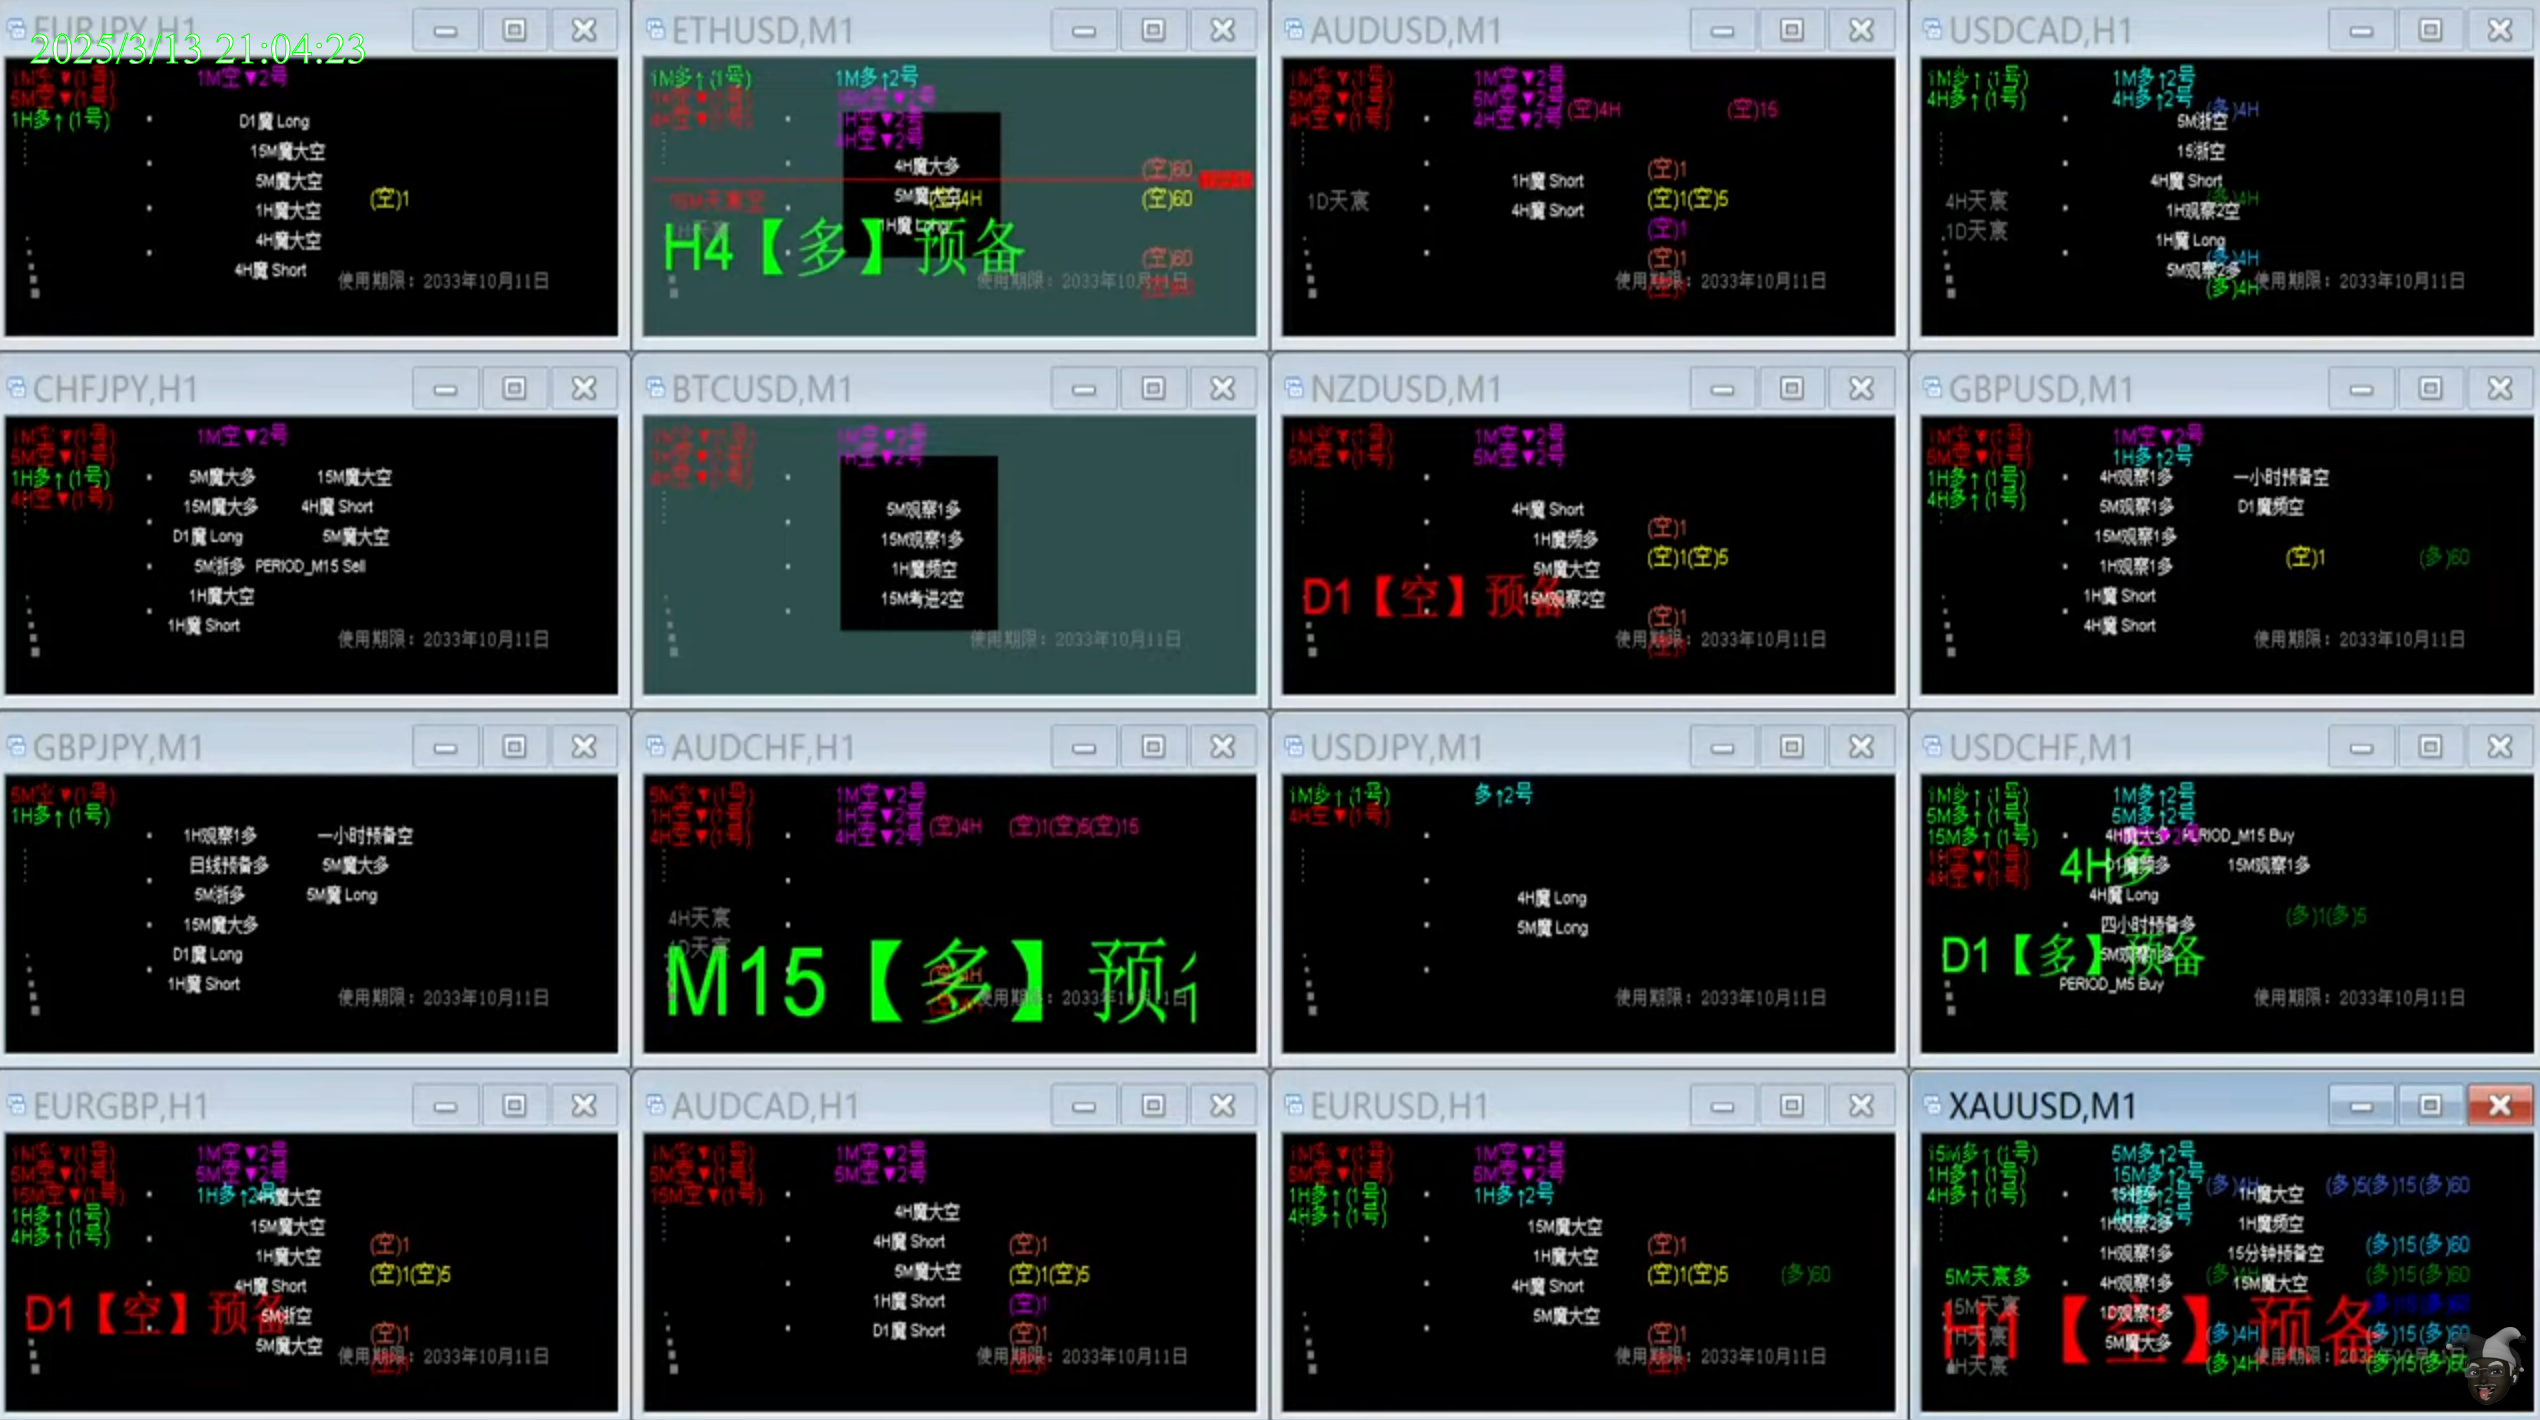 EURJPY,H1
2025/3/13 21:04:23
1M空▼(1号)
1M空▼2号
5M空▼(1号)
1H多↑(1号)
D1魔 Long
15M魔大空
5M魔大空
(空)1
1H魔大空
4H魔大空
4H魔 Short
使用期限：2033年10月11日
ETHUSD,M1
1M多↑(1号)
1M多↑2号
1H空▼(1号)
4H空▼(1号)
1H空▼2号
4H空▼2号
4H魔大多
(空)60
5M魔大空
(空)4H
(空)60
15M天宸空
1H魔 Long
H4【多】预备
(空)60
使用期限：2033年10月11日
AUDUSD,M1
1M空▼(1号)
1M空▼2号
5M空▼(1号)
5M空▼2号
4H空▼(1号)
4H空▼2号
(空)4H
(空)15
(空)1
1H魔 Short
1D天宸
(空)1(空)5
4H魔 Short
(空)1
(空)1
使用期限：2033年10月11日
USDCAD,H1
1M多↑(1号)
1M多↑2号
4H多↑(1号)
4H多↑2号
(多)4H
5M浙空
15浙空
4H魔 Short
4H天宸
(多)4H
1H观察2空
1D天宸
1H魔 Long
(多)4H
5M观察2多
(多)4H
使用期限：2033年10月11日
CHFJPY,H1
1M空▼(1号)
1M空▼2号
5M空▼(1号)
1H多↑(1号)
4H空▼(1号)
5M魔大多
15M魔大空
15M魔大多
4H魔 Short
D1魔 Long
5M魔大空
5M浙多
PERIOD_M15 Sell
1H魔大空
1H魔 Short
使用期限：2033年10月11日
BTCUSD,M1
1M空▼(1号)
1M空▼2号
1H空▼(1号)
1H空▼2号
4H空▼(1号)
5M观察1多
15M观察1多
1H魔频空
15M考进2空
使用期限：2033年10月11日
NZDUSD,M1
1M空▼(1号)
1M空▼2号
5M空▼(1号)
5M空▼2号
4H魔 Short
(空)1
1H魔频多
(空)1(空)5
5M魔大空
D1【空】预备
15M观察2空
(空)1
使用期限：2033年10月11日
GBPUSD,M1
1M空▼(1号)
1M空▼2号
5M空▼(1号)
1H多↑2号
1H多↑(1号)
4H多↑(1号)
4H观察1多
一小时预备空
5M观察1多
D1魔频空
15M观察1多
(空)1
(多)60
1H观察1多
1H魔 Short
4H魔 Short
使用期限：2033年10月11日
GBPJPY,M1
5M空▼(1号)
1H多↑(1号)
1H观察1多
一小时预备空
日线预备多
5M魔大多
5M浙多
5M魔 Long
15M魔大多
D1魔 Long
1H魔 Short
使用期限：2033年10月11日
AUDCHF,H1
5M空▼(1号)
1M空▼2号
1H空▼(1号)
1H空▼2号
4H空▼(1号)
4H空▼2号
(空)4H
(空)1(空)5(空)15
4H天宸
M15【多】预
(空)4H
使用期限：2033年10月11日
USDJPY,M1
1M多↑(1号)
多↑2号
4H空▼(1号)
4H魔 Long
5M魔 Long
使用期限：2033年10月11日
USDCHF,M1
1M多↑(1号)
1M多↑2号
5M多↑(1号)
5M多↑2号
15M多↑(1号)
4H魔大多
PERIOD_M15 Buy
1H空▼(1号)
4H空▼(1号)
4H多
D1魔频多
15M观察1多
4H魔 Long
(多)1(多)5
四小时预备多
D1【多】预备
5M观察1多
PERIOD_M5 Buy
使用期限：2033年10月11日
EURGBP,H1
1M空▼(1号)
1M空▼2号
5M空▼(1号)
5M空▼2号
15M空▼(1号)
1H多↑2号
4H魔大空
1H多↑(1号)
4H多↑(1号)
15M魔大空
(空)1
1H魔大空
(空)1(空)5
4H魔 Short
D1【空】预备
5M浙空
(空)1
5M魔大空
使用期限：2033年10月11日
AUDCAD,H1
1M空▼(1号)
1M空▼2号
5M空▼(1号)
5M空▼2号
15M空▼(1号)
4H魔大空
4H魔 Short
(空)1
5M魔大空
(空)1(空)5
1H魔 Short
(空)1
D1魔 Short
(空)1
使用期限：2033年10月11日
EURUSD,H1
1M空▼(1号)
1M空▼2号
5M空▼(1号)
5M空▼2号
1H多↑(1号)
1H多↑2号
4H多↑(1号)
15M魔大空
(空)1
1H魔大空
(空)1(空)5
(多)60
4H魔 Short
5M魔大空
(空)1
使用期限：2033年10月11日
XAUUSD,M1
15M多↑(1号)
5M多↑2号
1H多↑(1号)
15M多↑2号
4H多↑(1号)
(多)4H
1H魔大空
(多)5(多)15(多)60
1H观察2多
1H魔频空
1H观察1多
15分钟预备空
(多)15(多)60
5M天宸多
4H观察1多
(多)4H
15M魔大空
(多)15(多)60
15M天宸
1D观察1多
(多)15(多)60
1H天宸
H1【空】预备
5M魔大多
(多)4H
(多)15(多)60
4H天宸
(多)4H
(多)15(多)60